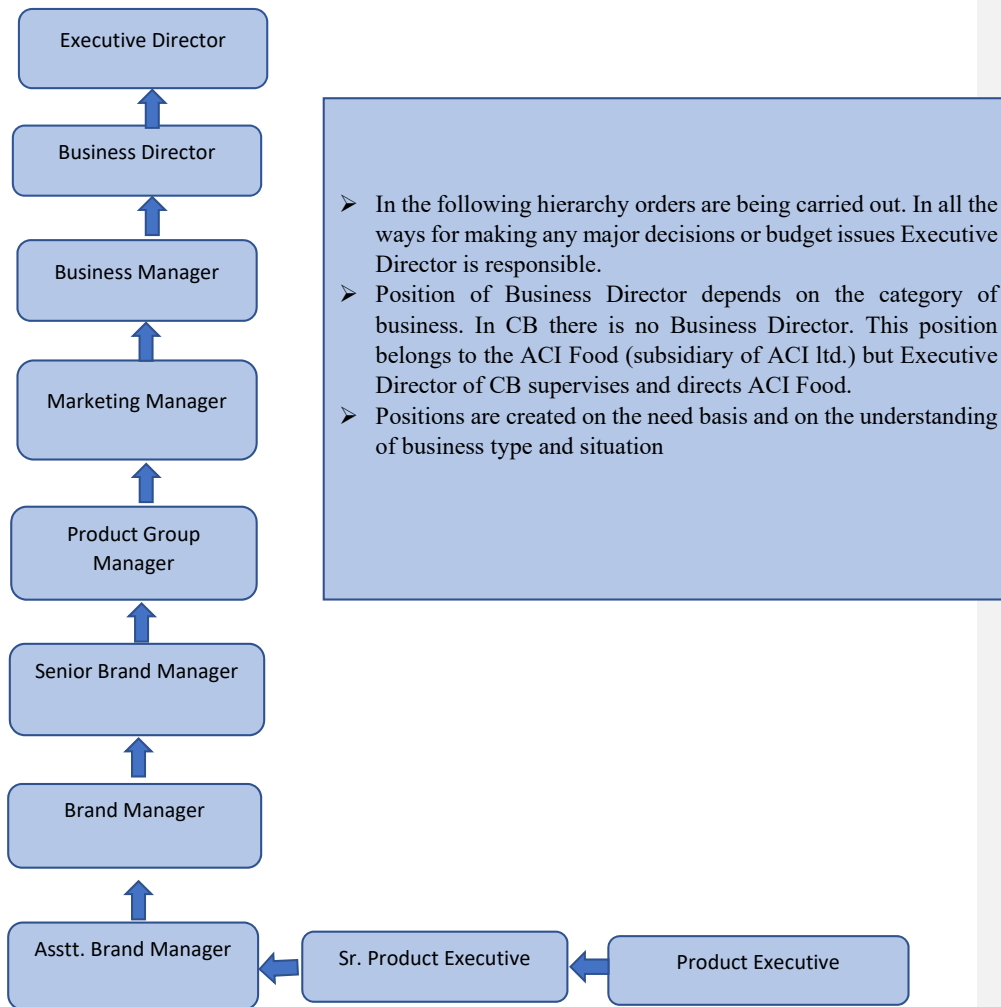 Executive Director
Business Director
Business Manager
Marketing Manager
Product Group
Manager
Senior Brand Manager
Brand Manager
Asstt. Brand Manager
Sr. Product Executive
Product Executive
➢ In the following hierarchy orders are being carried out. In all the
ways for making any major decisions or budget issues Executive
Director is responsible.
➢ Position of Business Director depends on the category of
business. In CB there is no Business Director. This position
belongs to the ACI Food (subsidiary of ACI ltd.) but Executive
Director of CB supervises and directs ACI Food.
➢ Positions are created on the need basis and on the understanding
of business type and situation